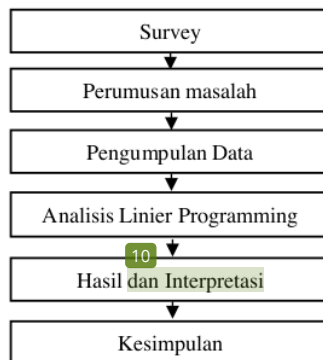 Survey
Perumusan masalah
Pengumpulan Data
Analisis Linier Programming
10
Hasil dan Interpretasi
Kesimpulan